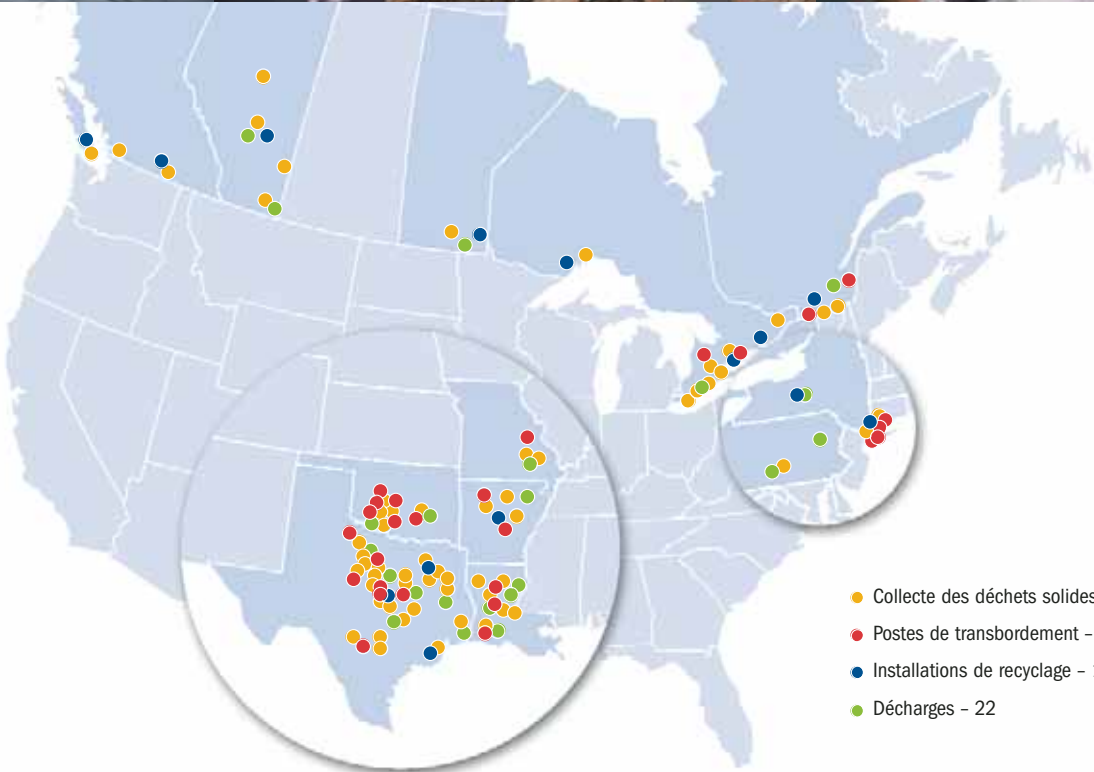 Collecte des déchets solides
Postes de transbordement –
Installations de recyclage –
Décharges – 22